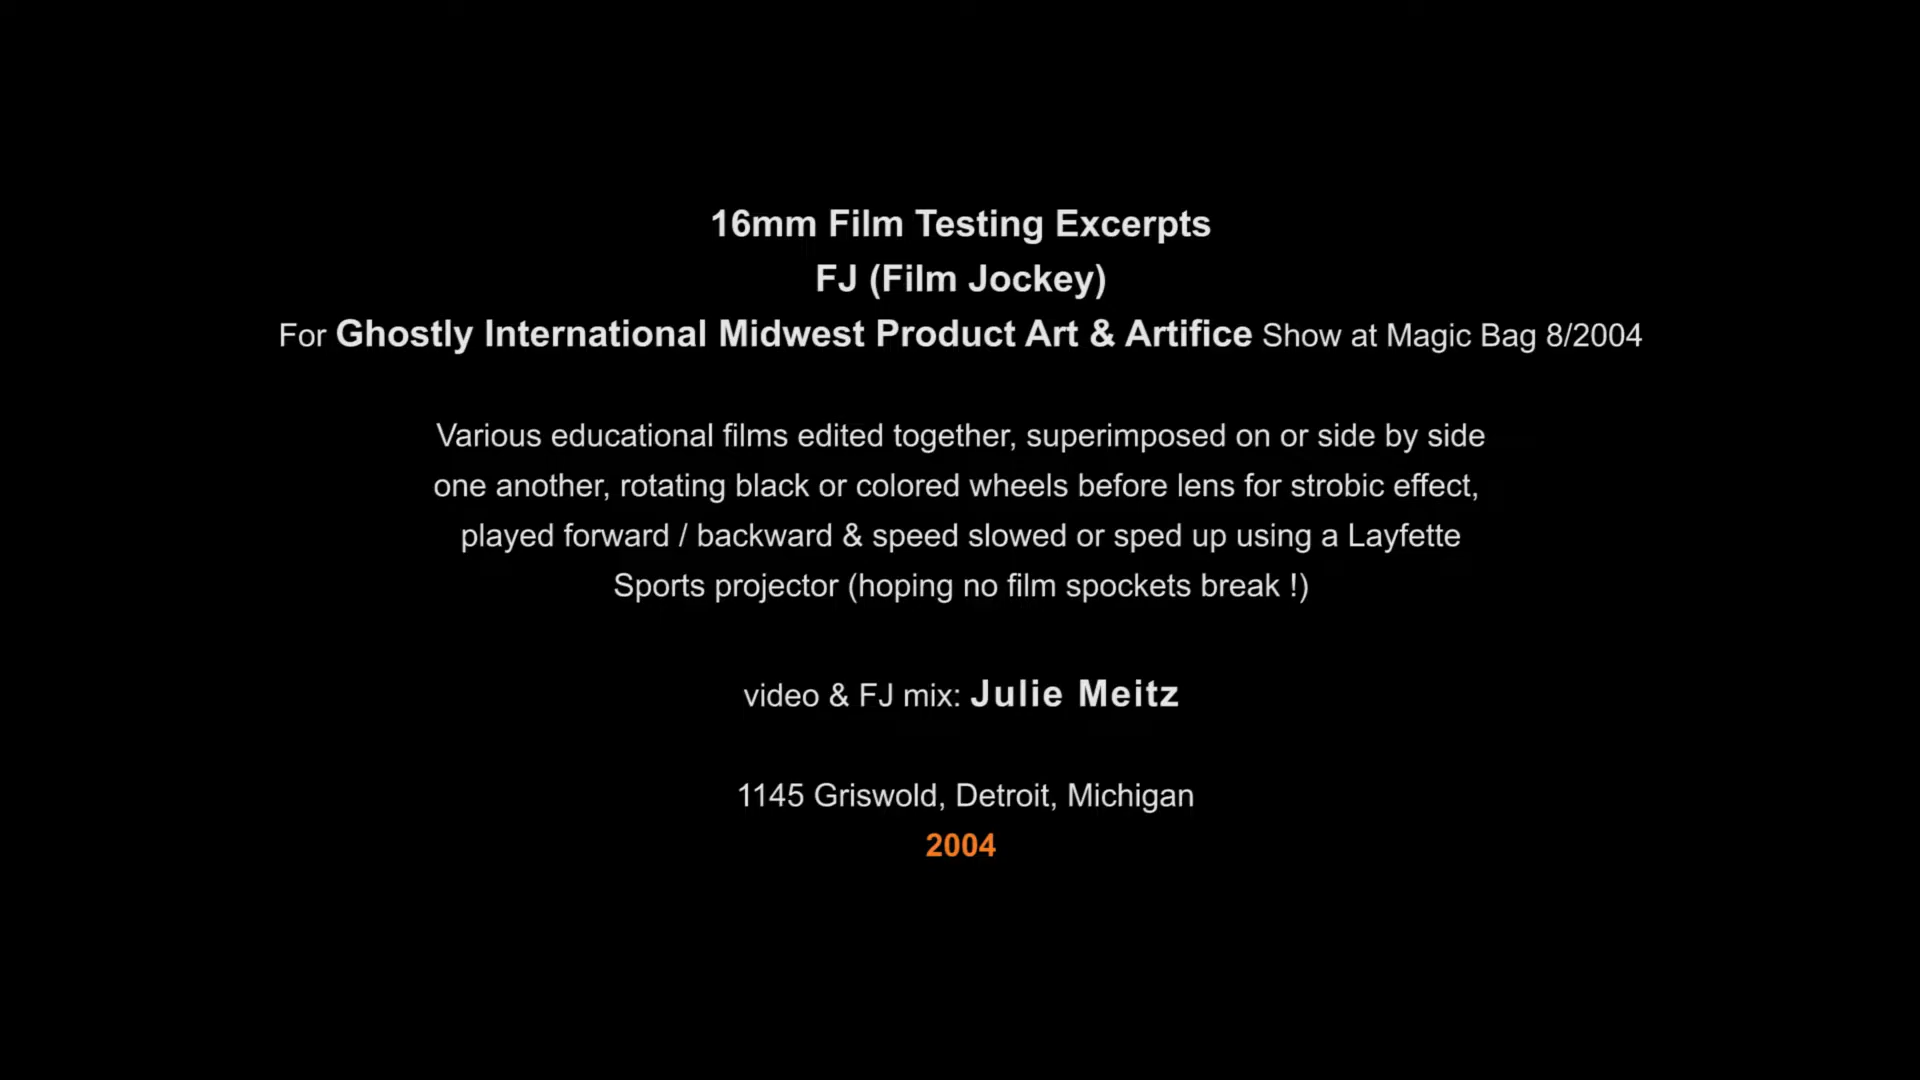 16mm Film Testing Excerpts
FJ (Film Jockey)
For Ghostly International Midwest Product Art & Artifice Show at Magic Bag 8/2004
Various educational films edited together, superimposed on or side by side
one another, rotating black or colored wheels before lens for strobic effect,
played forward / backward & speed slowed or sped up using a Layfette
Sports projector (hoping no film spockets break !)
video & FJ mix: Julie Meitz
1145 Griswold, Detroit, Michigan
2004